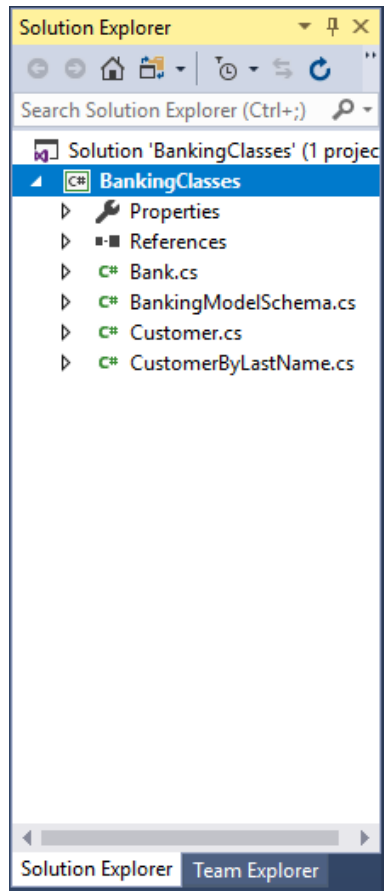 Solution Explorer
Search Solution Explorer (Ctrl+;)
Solution 'BankingClasses' (1 projec
C# BankingClasses
Properties
References
C# Bank.cs
C# BankingModelSchema.cs
C# Customer.cs
C# CustomerByLastName.cs
Solution Explorer Team Explorer